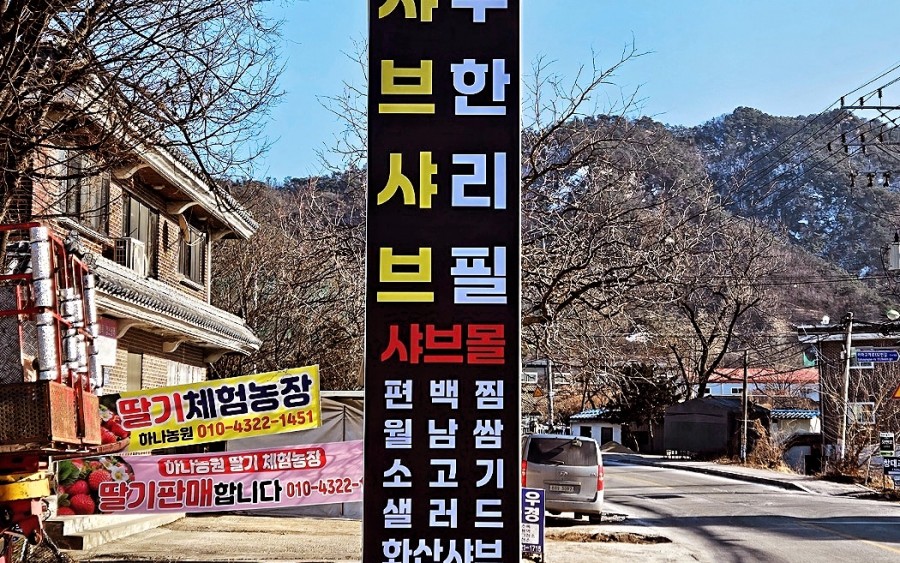 샤브샤브
무한리필
샤브몰
편백찜
월남쌈
소고기
샐러드
화산샤브
딸기체험농장
하나농원 010-4322-1451
하나농원 딸기 체험농장
딸기판매합니다 010-4322-
우경